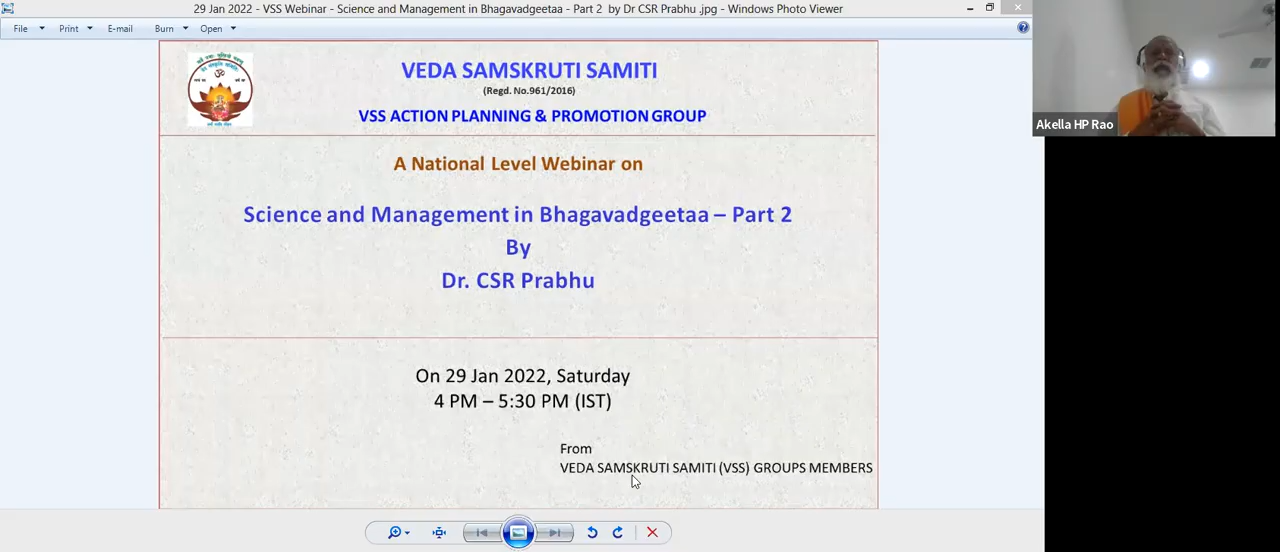 29 Jan 2022 - VSS Webinar - Science and Management in Bhagavadgeetaa - Part 2 by Dr CSR Prabhu .jpg - Windows Photo Viewer
File Print E-mail Burn Open
VEDA SAMSKRUTI SAMITI
(Regd. No.961/2016)
VSS ACTION PLANNING & PROMOTION GROUP
A National Level Webinar on
Science and Management in Bhagavadgeetaa – Part 2
By
Dr. CSR Prabhu
On 29 Jan 2022, Saturday
4 PM – 5:30 PM (IST)
From
VEDA SAMSKRUTI SAMITI (VSS) GROUPS MEMBERS
Akella HP Rao